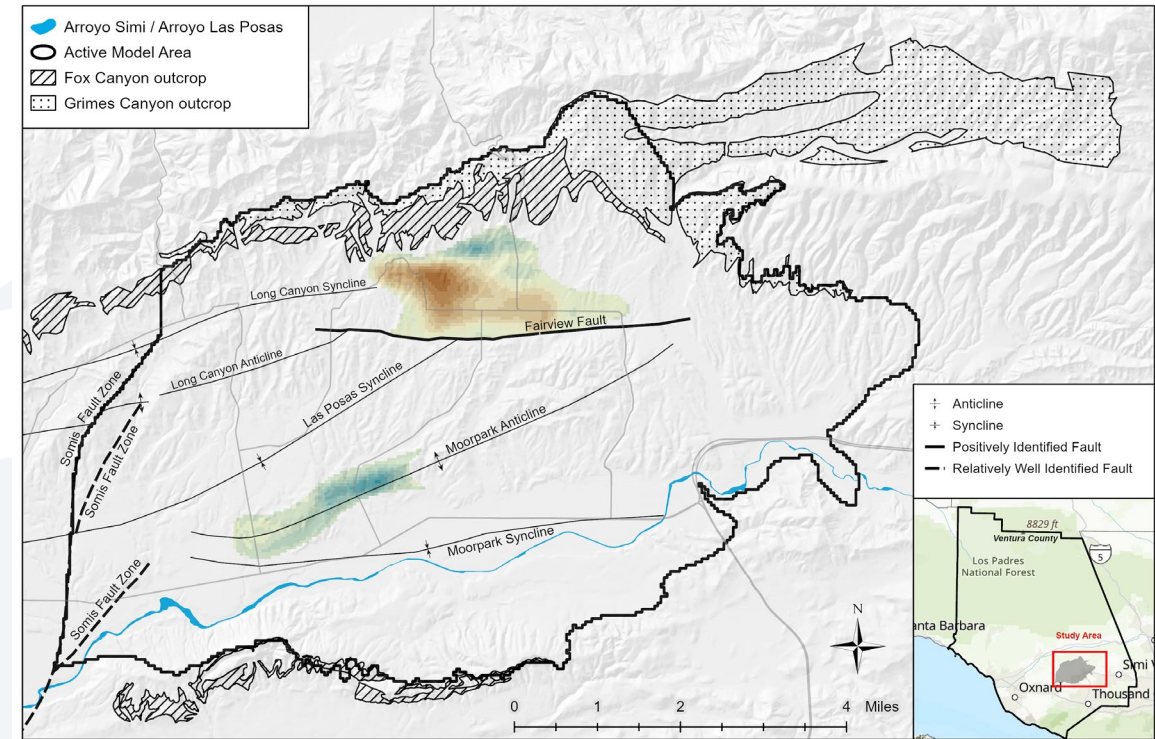 Arroyo Simi / Arroyo Las Posas
Active Model Area
Fox Canyon outcrop
Grimes Canyon outcrop
Long Canyon Syncline
Fairview Fault
Long Canyon Anticline
Somis Fault Zone
Las Posas Syncline
Moorpark Anticline
Somis Fault Zone
Moorpark Syncline
Somis Fault Zone
N
0 1 2 4 Miles
Anticline
Syncline
Positively Identified Fault
Relatively Well Identified Fault
8829 ft
Ventura County
5
Los Padres
National Forest
anta Barbara
Study Area
Simi V
Oxnard
Thousand